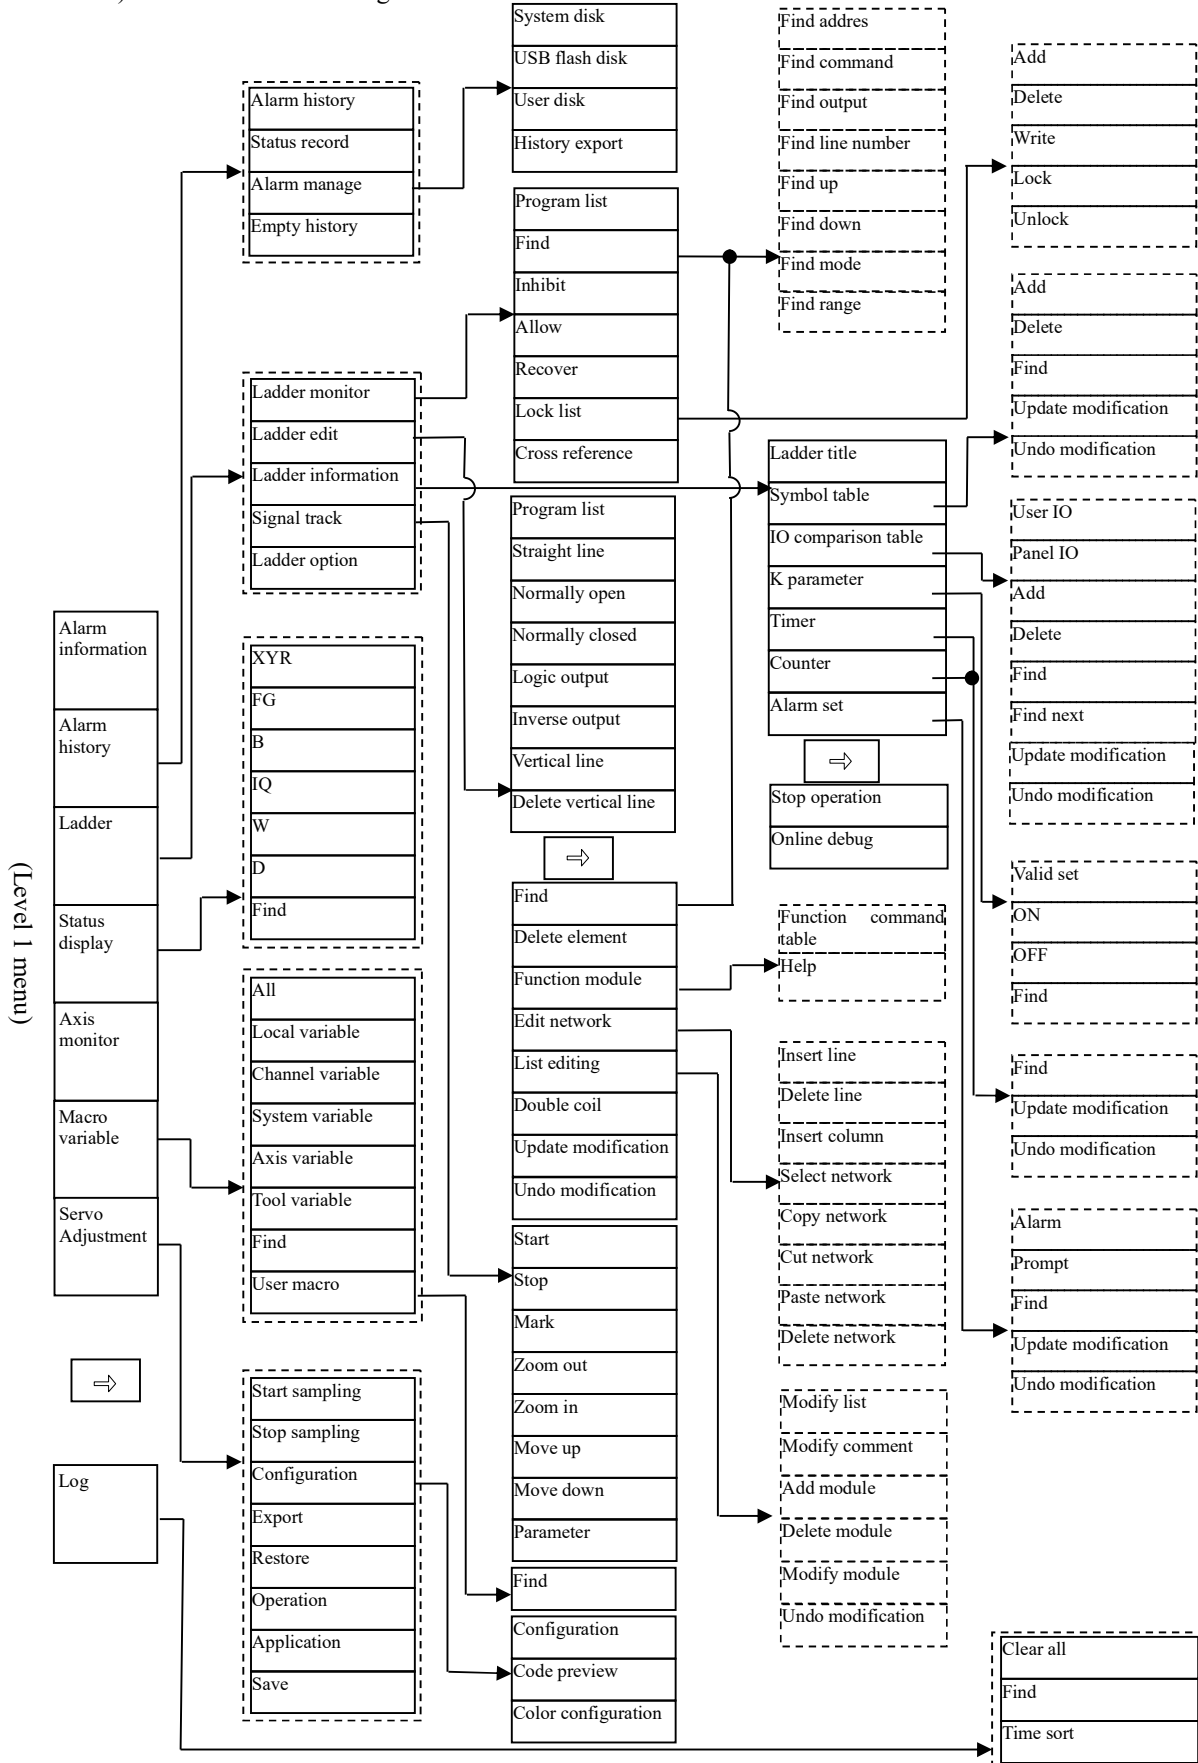 System disk
USB flash disk
User disk
History export
Find addres
Find command
Find output
Find line number
Find up
Find down
Find mode
Find range
Add
Delete
Write
Lock
Unlock
Alarm history
Status record
Alarm manage
Empty history
Program list
Find
Inhibit
Allow
Recover
Lock list
Cross reference
Add
Delete
Find
Update modification
Undo modification
Ladder monitor
Ladder edit
Ladder information
Signal track
Ladder option
Ladder title
Symbol table
IO comparison table
K parameter
Timer
Counter
Alarm set
⇨
Stop operation
Online debug
User IO
Panel IO
Add
Delete
Find
Find next
Update modification
Undo modification
Program list
Straight line
Normally open
Normally closed
Logic output
Inverse output
Vertical line
Delete vertical line
⇨
Find
Delete element
Function module
Edit network
List editing
Double coil
Update modification
Undo modification
(Level 1 menu)
Alarm
information
Alarm
history
Ladder
Status
display
Axis
monitor
Macro
variable
Servo
Adjustment
⇨
Log
XYR
FG
B
IQ
W
D
Find
All
Local variable
Channel variable
System variable
Axis variable
Tool variable
Find
User macro
Function command
table
Help
Valid set
ON
OFF
Find
Insert line
Delete line
Insert column
Select network
Copy network
Cut network
Paste network
Delete network
Find
Update modification
Undo modification
Alarm
Prompt
Find
Update modification
Undo modification
Start
Stop
Mark
Zoom out
Zoom in
Move up
Move down
Parameter
Start sampling
Stop sampling
Configuration
Export
Restore
Operation
Application
Save
Modify list
Modify comment
Add module
Delete module
Modify module
Undo modification
Find
Configuration
Code preview
Color configuration
Clear all
Find
Time sort